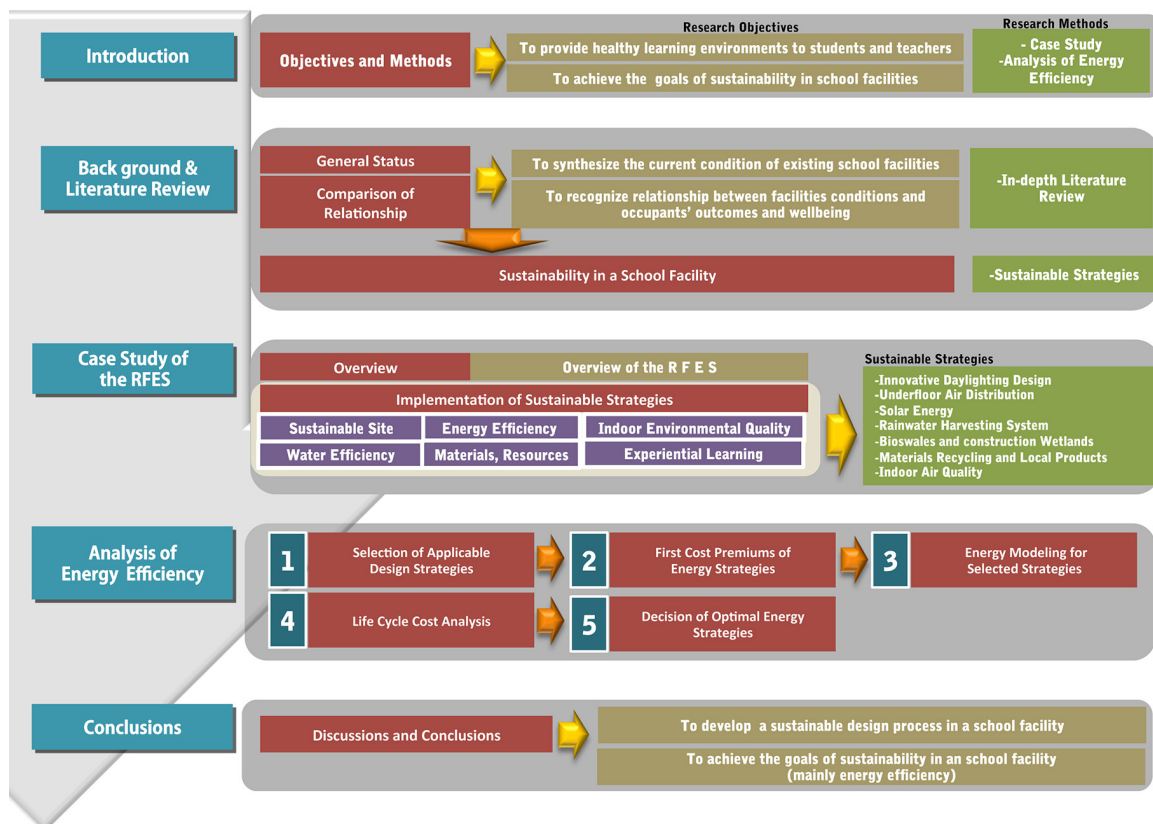 Introduction
Research Objectives
Research Methods
Objectives and Methods
To provide healthy learning environments to students and teachers
To achieve the goals of sustainability in school facilities
- Case Study
-Analysis of Energy
Efficiency
Back ground &
Literature Review
General Status
Comparison of
Relationship
To synthesize the current condition of existing school facilities
To recognize relationship between facilities conditions and
occupants' outcomes and wellbeing
-In-depth Literature
Review
Sustainability in a School Facility
-Sustainable Strategies
Case Study of
the RFES
Overview
Overview of the R F E S
Implementation of Sustainable Strategies
Sustainable Site
Energy Efficiency
Indoor Environmental Quality
Water Efficiency
Materials, Resources
Experiential Learning
Sustainable Strategies
-Innovative Daylighting Design
-Underfloor Air Distribution
-Solar Energy
-Rainwater Harvesting System
-Bioswales and construction Wetlands
-Materials Recycling and Local Products
-Indoor Air Quality
Analysis of
Energy Efficiency
1
Selection of Applicable
Design Strategies
2
First Cost Premiums of
Energy Strategies
3
Energy Modeling for
Selected Strategies
4
Life Cycle Cost Analysis
5
Decision of Optimal Energy
Strategies
Conclusions
Discussions and Conclusions
To develop a sustainable design process in a school facility
To achieve the goals of sustainability in an school facility
(mainly energy efficiency)